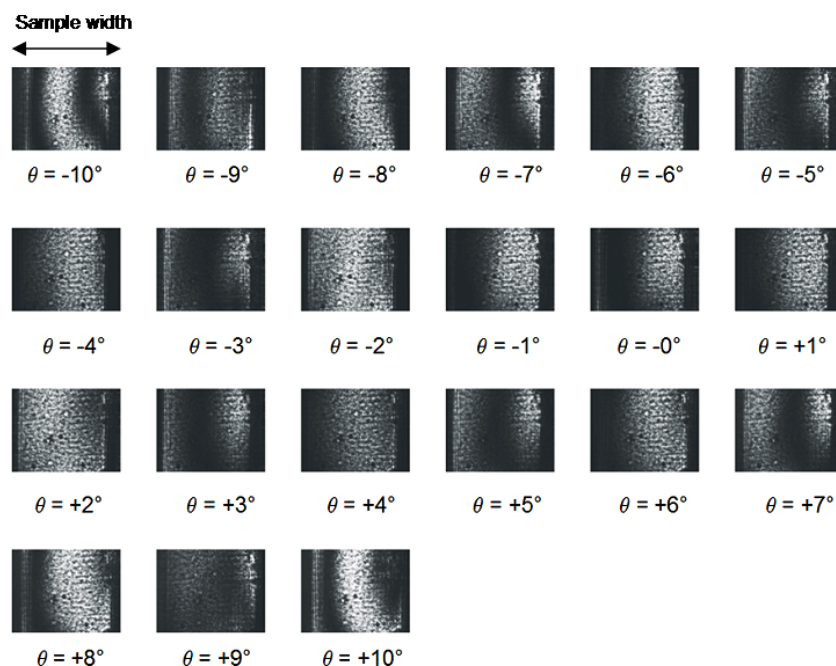 Sample width
θ = -10° θ = -9° θ = -8° θ = -7° θ = -6° θ = -5°
θ = -4° θ = -3° θ = -2° θ = -1° θ = -0° θ = +1°
θ = +2° θ = +3° θ = +4° θ = +5° θ = +6° θ = +7°
θ = +8° θ = +9° θ = +10°